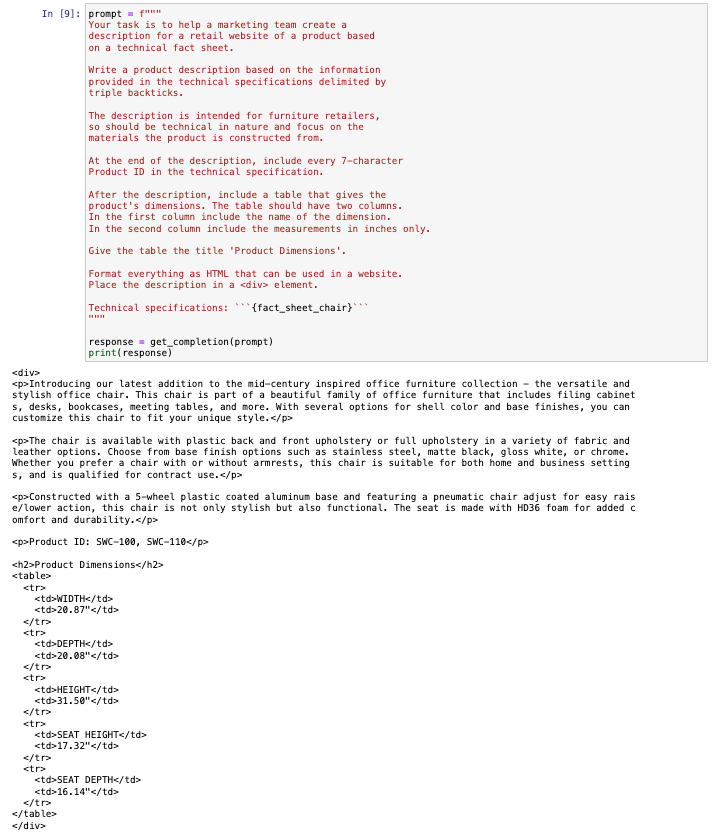 In [9]: prompt = f"""
Your task is to help a marketing team create a
description for a retail website of a product based
on a technical fact sheet.
Write a product description based on the information
provided in the technical specifications delimited by
triple backticks.
The description is intended for furniture retailers,
so should be technical in nature and focus on the
materials the product is constructed from.
At the end of the description, include every 7-character
Product ID in the technical specification.
After the description, include a table that gives the
product's dimensions. The table should have two columns.
In the first column include the name of the dimension.
In the second column include the measurements in inches only.
Give the table the title 'Product Dimensions'.
Format everything as HTML that can be used in a website.
Place the description in a <div> element.
Technical specifications: ```{fact_sheet_chair}```
"""
response = get_completion(prompt)
print(response)
<div>
<p>Introducing our latest addition to the mid-century inspired office furniture collection - the versatile and
stylish office chair. This chair is part of a beautiful family of office furniture that includes filing cabinet
s, desks, bookcases, meeting tables, and more. With several options for shell color and base finishes, you can
customize this chair to fit your unique style.</p>
<p>The chair is available with plastic back and front upholstery or full upholstery in a variety of fabric and
leather options. Choose from base finish options such as stainless steel, matte black, gloss white, or chrome.
Whether you prefer a chair with or without armrests, this chair is suitable for both home and business setting
s, and is qualified for contract use.</p>
<p>Constructed with a 5-wheel plastic coated aluminum base and featuring a pneumatic chair adjust for easy rais
e/lower action, this chair is not only stylish but also functional. The seat is made with HD36 foam for added c
omfort and durability.</p>
<p>Product ID: SWC-100, SWC-110</p>
<h2>Product Dimensions</h2>
<table>
<tr>
<td>WIDTH</td>
<td>20.87"</td>
</tr>
<tr>
<td>DEPTH</td>
<td>20.08"</td>
</tr>
<tr>
<td>HEIGHT</td>
<td>31.50"</td>
</tr>
<tr>
<td>SEAT HEIGHT</td>
<td>17.32"</td>
</tr>
<tr>
<td>SEAT DEPTH</td>
<td>16.14"</td>
</tr>
</table>
</div>